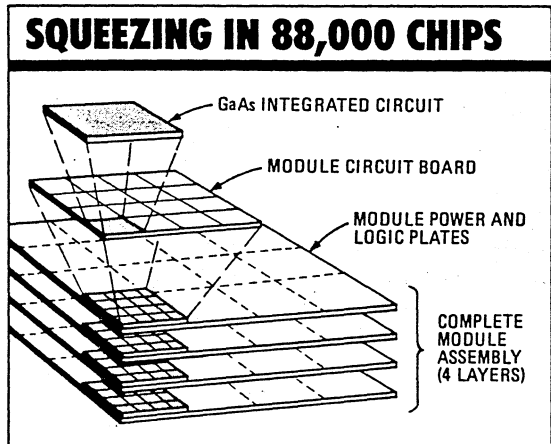 SQUEEZING IN 88,000 CHIPS
GaAs INTEGRATED CIRCUIT
MODULE CIRCUIT BOARD
MODULE POWER AND
LOGIC PLATES
COMPLETE
MODULE
ASSEMBLY
(4 LAYERS)